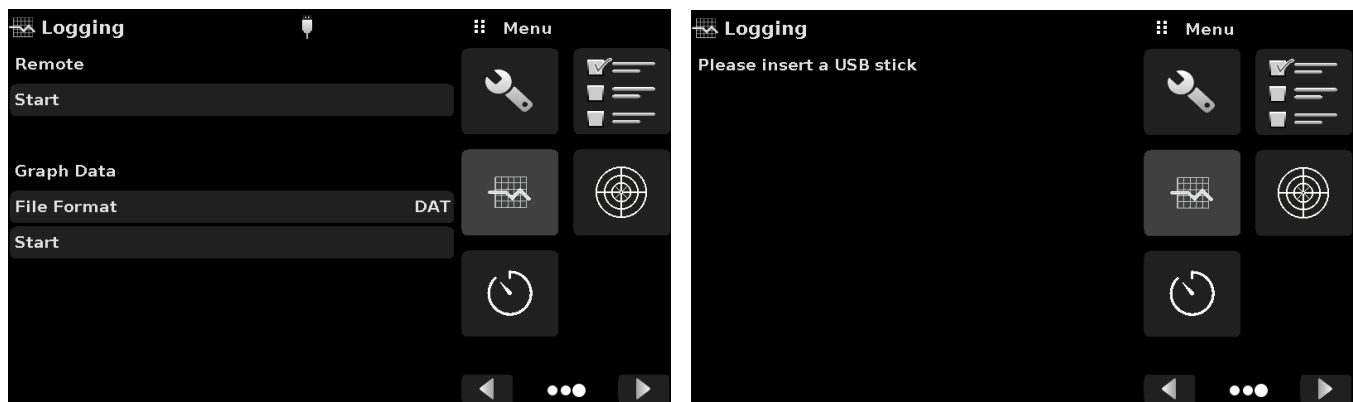 Logging
Menu
Remote
Start
Graph Data
File Format DAT
Start
Logging
Menu
Please insert a USB stick